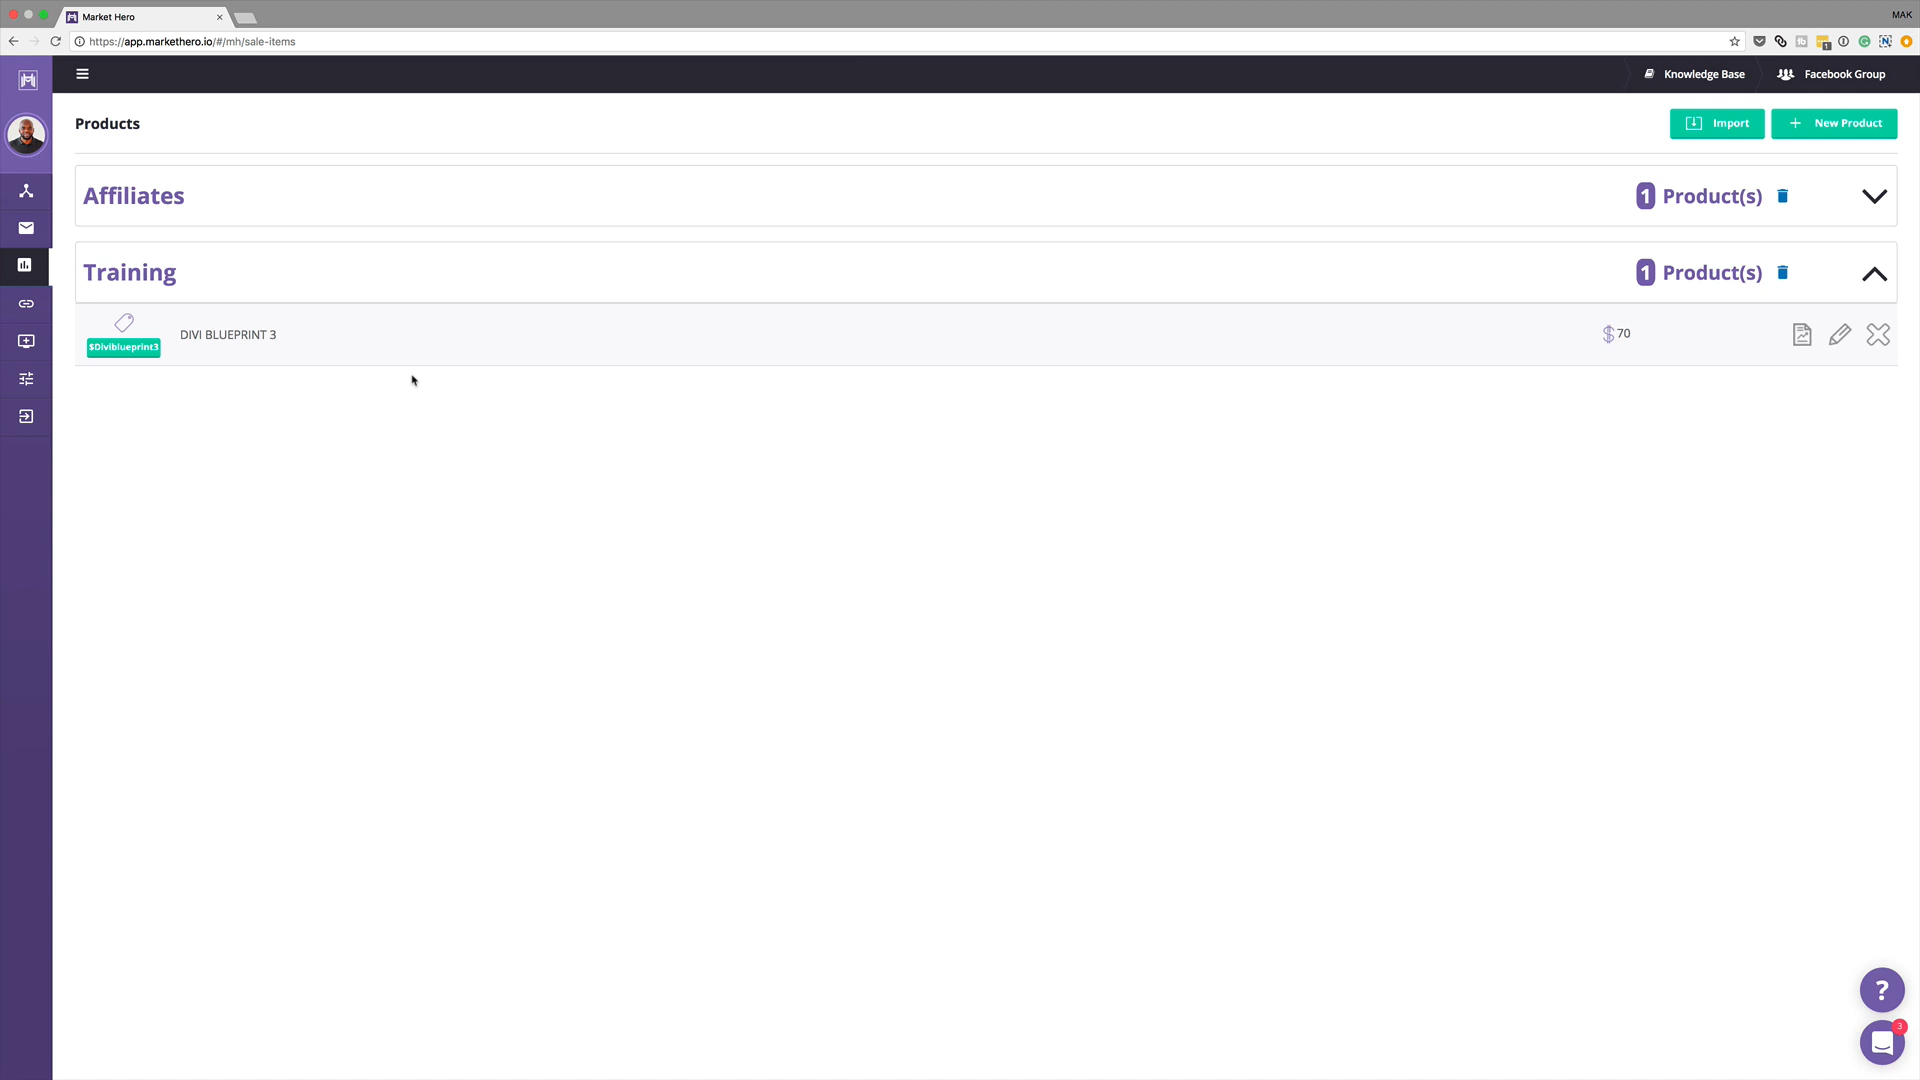 Market Hero
MAK
https://app.markethero.io/#/mh/sale-items
Knowledge Base
Facebook Group
Products
Import
New Product
Affiliates
1 Product(s)
Training
1 Product(s)
$Diviblueprint3
DIVI BLUEPRINT 3
$70
?
3